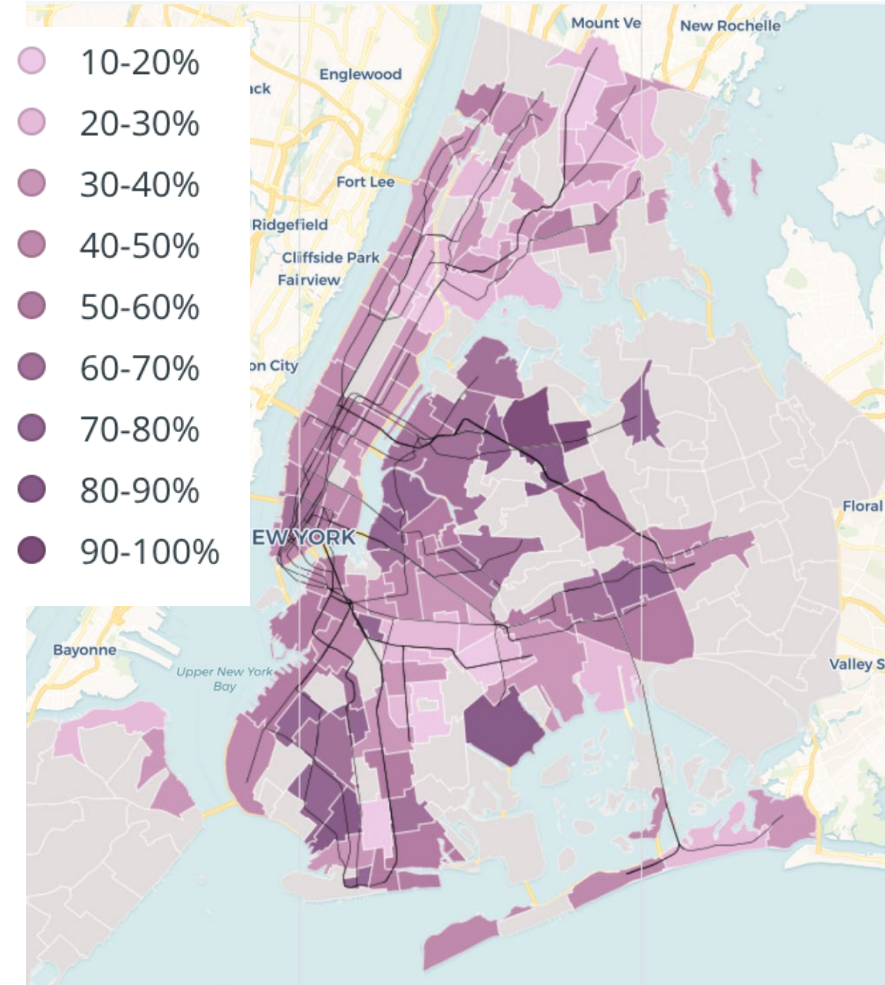 10-20%
20-30%
30-40%
40-50%
50-60%
60-70%
70-80%
80-90%
90-100%
Mount Ve
New Rochelle
Englewood
ack
Fort Lee
Ridgefield
Cliffside Park
Fairview
on City
EW YORK
Floral
Bayonne
Upper New York
Bay
Valley S